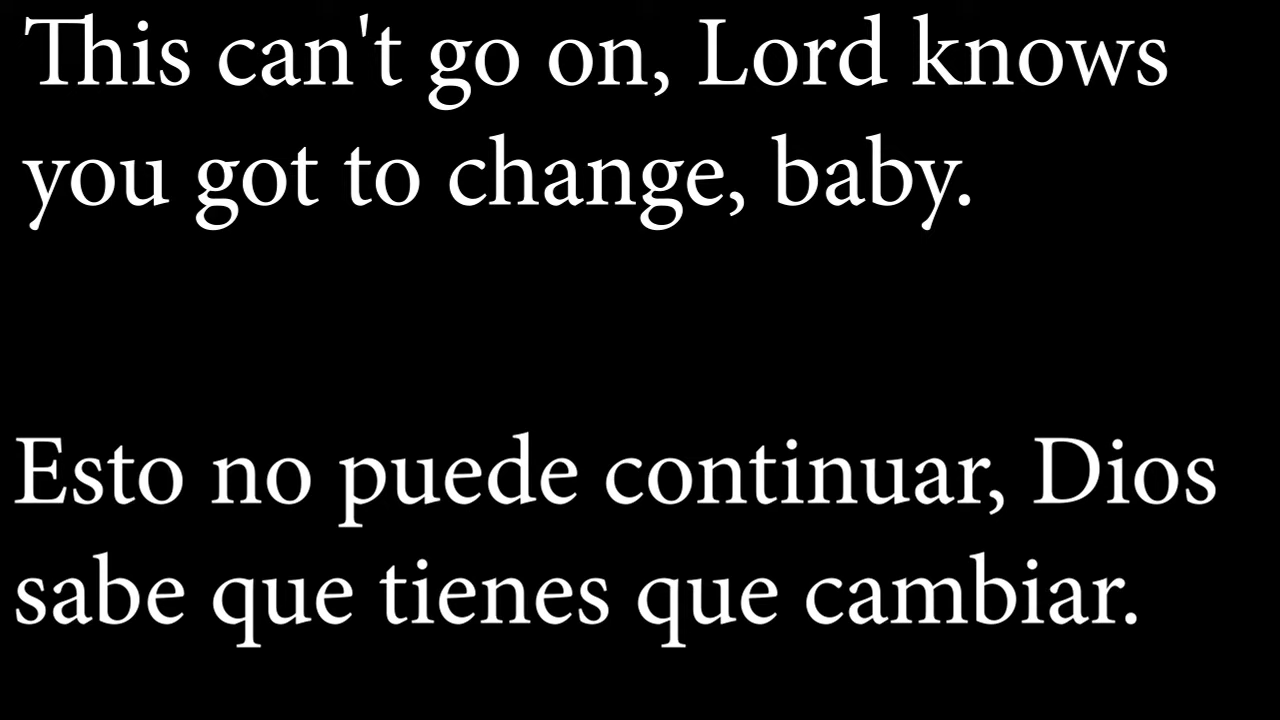 This can't go on, Lord knows
you got to change, baby.
Esto no puede continuar, Dios
sabe que tienes que cambiar.